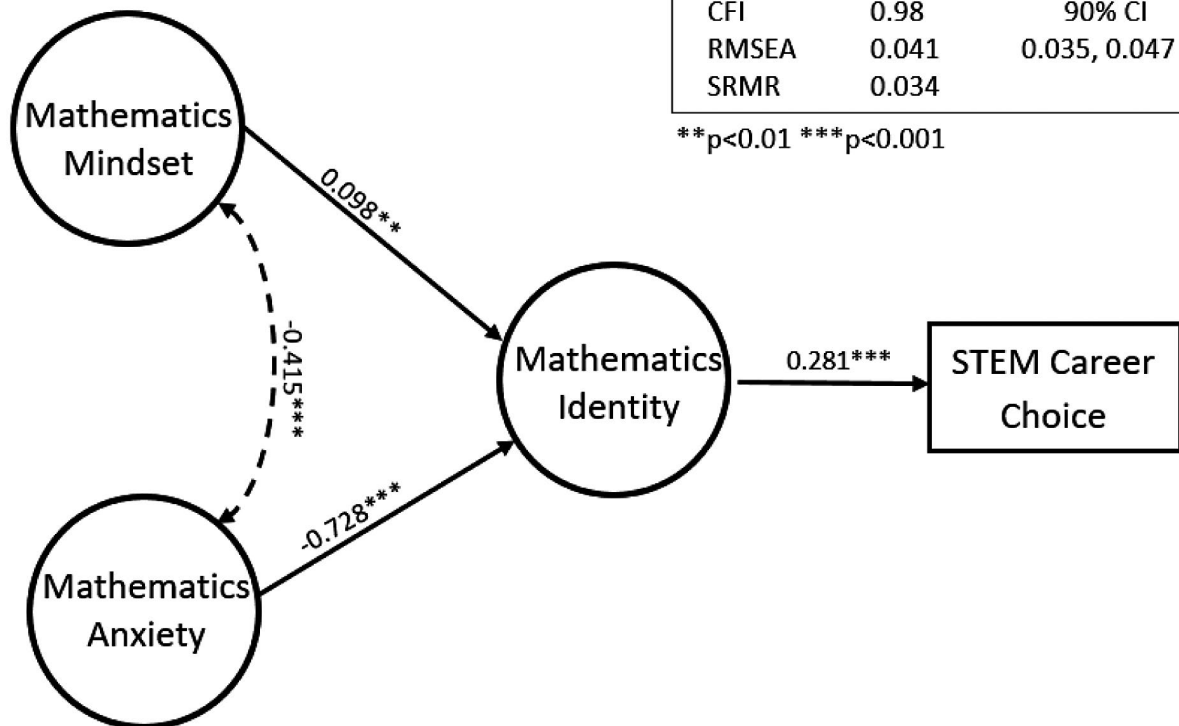 CFI 0.98 90% CI
RMSEA 0.041 0.035, 0.047
SRMR 0.034
**p<0.01 ***p<0.001
Mathematics
Mindset
0.098**
-0.415***
Mathematics
Identity
0.281***
STEM Career
Choice
-0.728***
Mathematics
Anxiety